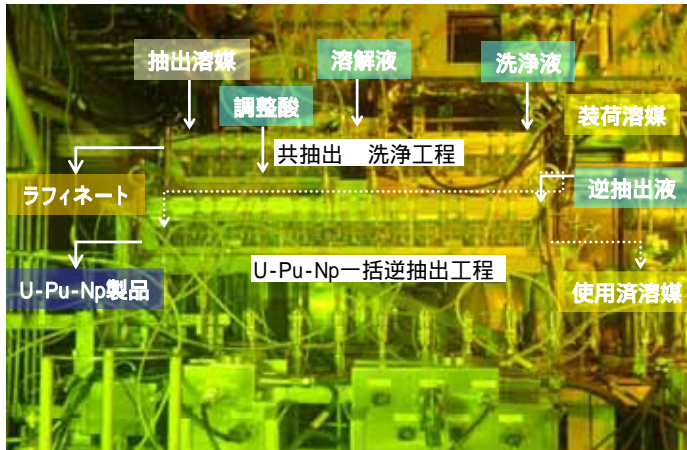 抽出溶媒
溶解液
洗浄液
調整酸
装荷溶媒
共抽出　洗浄工程
ラフィネート
逆抽出液
U-Pu-Np一括逆抽出工程
U-Pu-Np製品
使用済溶媒